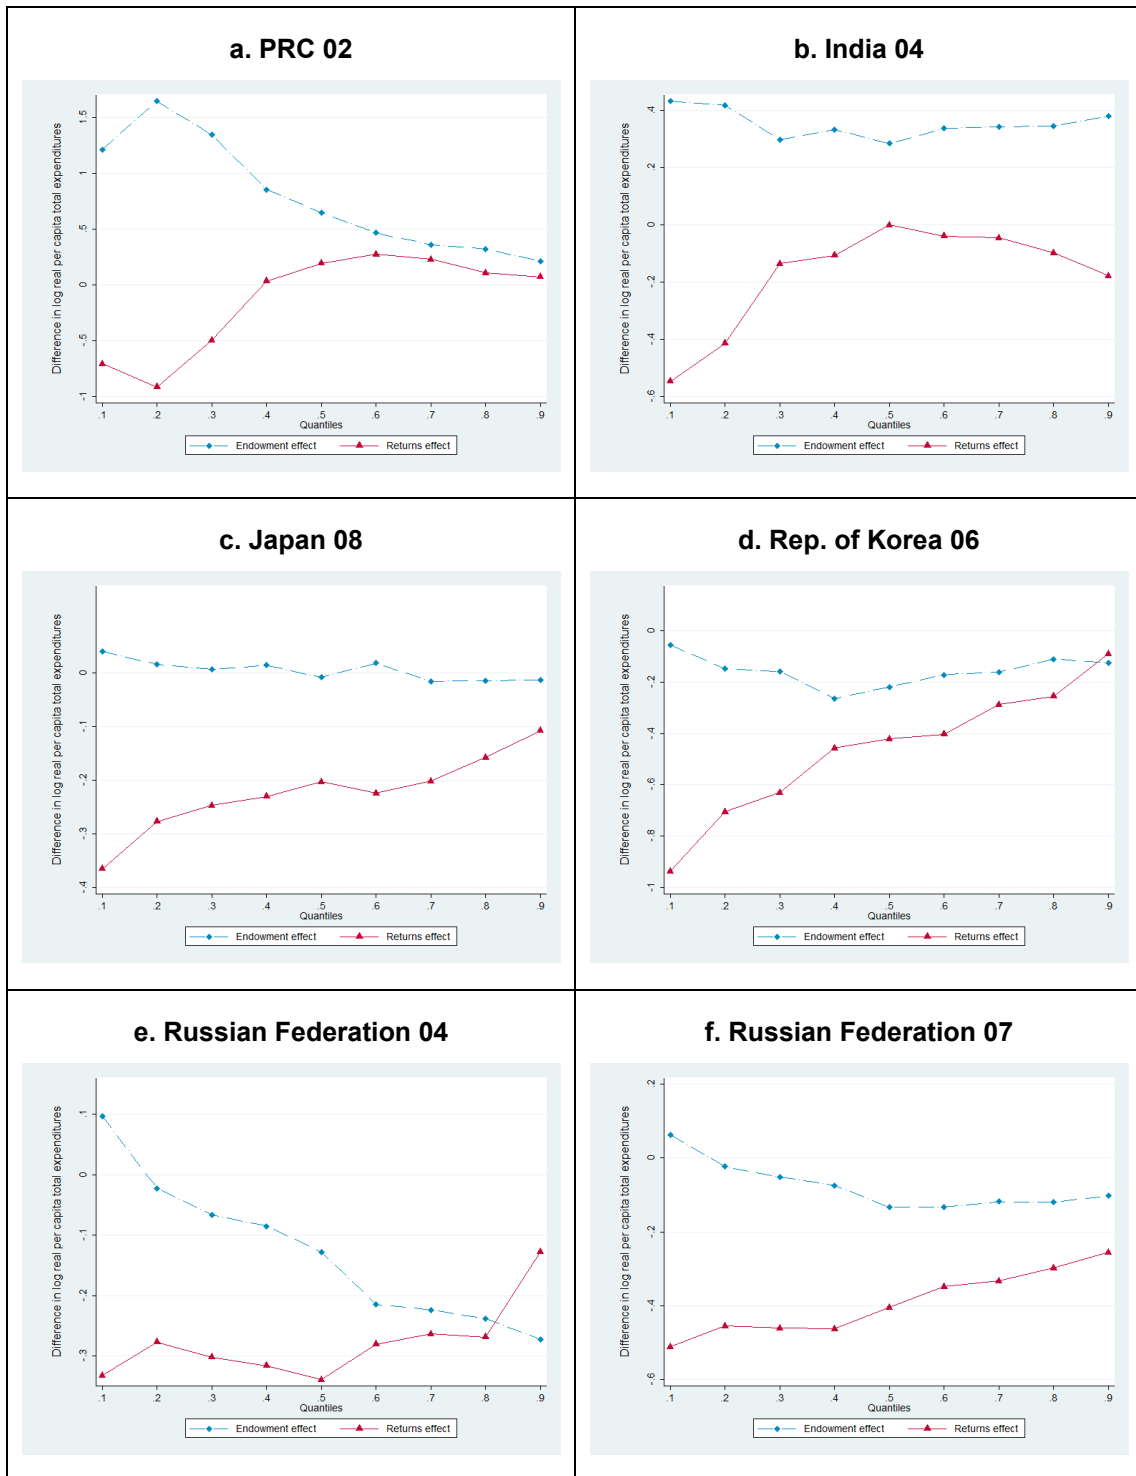 a. PRC 02
Difference in log real per capita total expenditures
1.5
1
.5
0
-.5
-1
.1 .2 .3 .4 .5 .6 .7 .8 .9
Quantiles
Endowment effect Returns effect
b. India 04
Difference in log real per capita total expenditures
.4
.2
0
-.2
-.4
-.6
.1 .2 .3 .4 .5 .6 .7 .8 .9
Quantiles
Endowment effect Returns effect
c. Japan 08
Difference in log real per capita total expenditures
0
-.1
-.2
-.3
-.4
.1 .2 .3 .4 .5 .6 .7 .8 .9
Quantiles
Endowment effect Returns effect
d. Rep. of Korea 06
Difference in log real per capita total expenditures
0
-.2
-.4
-.6
-.8
-1
.1 .2 .3 .4 .5 .6 .7 .8 .9
Quantiles
Endowment effect Returns effect
e. Russian Federation 04
Difference in log real per capita total expenditures
.1
0
-.1
-.2
-.3
.1 .2 .3 .4 .5 .6 .7 .8 .9
Quantiles
Endowment effect Returns effect
f. Russian Federation 07
Difference in log real per capita total expenditures
.2
0
-.2
-.4
-.6
.1 .2 .3 .4 .5 .6 .7 .8 .9
Quantiles
Endowment effect Returns effect